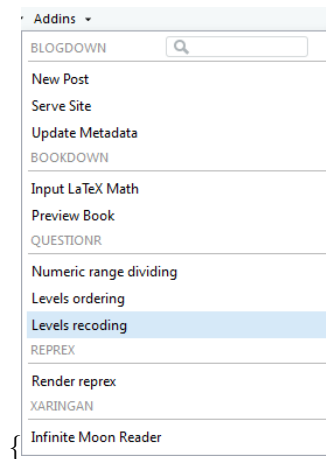 Addins
BLOGDOWN
New Post
Serve Site
Update Metadata
BOOKDOWN
Input LaTeX Math
Preview Book
QUESTIONR
Numeric range dividing
Levels ordering
Levels recoding
REPREX
Render reprex
XARINGAN
{ Infinite Moon Reader